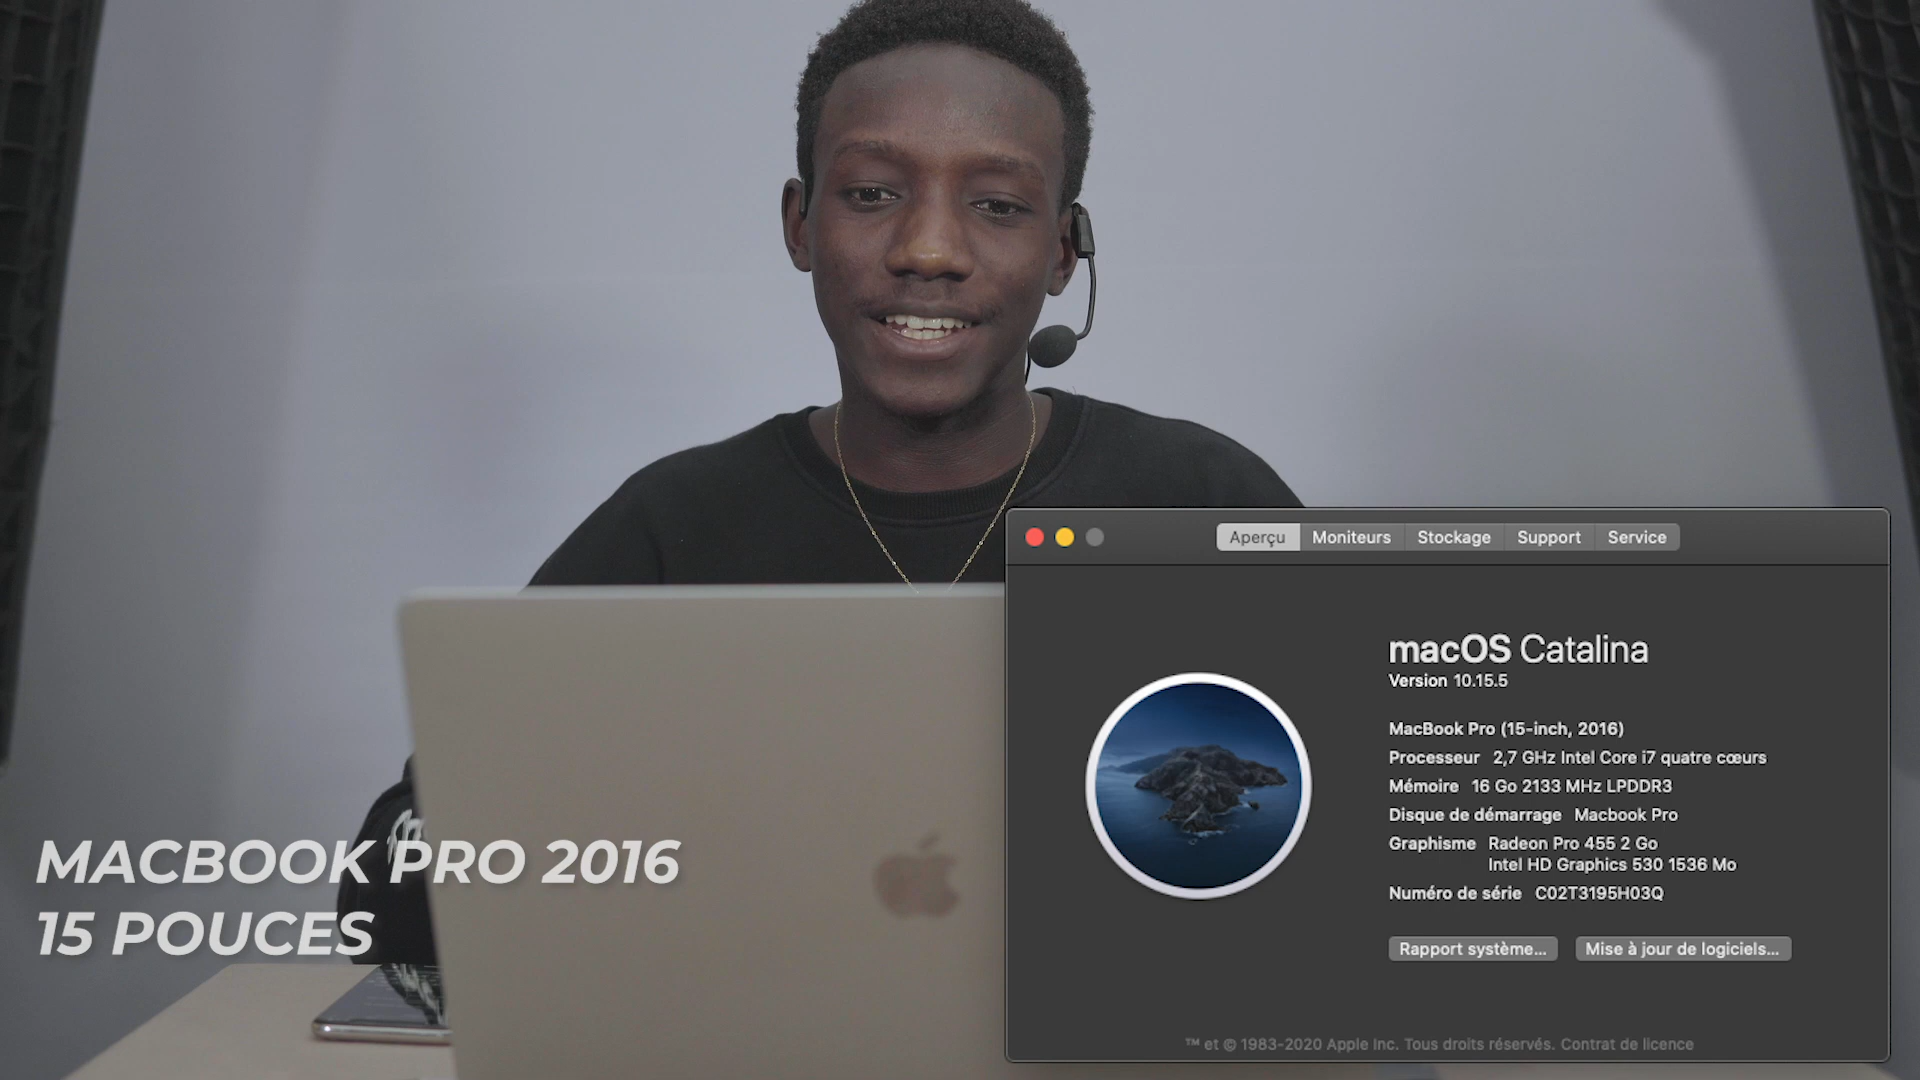 Aperçu Moniteurs Stockage Support Service
macOS Catalina
Version 10.15.5
MacBook Pro (15-inch, 2016)
Processeur 2,7 GHz Intel Core i7 quatre cœurs
Mémoire 16 Go 2133 MHz LPDDR3
Disque de démarrage Macbook Pro
Graphisme Radeon Pro 455 2 Go
Intel HD Graphics 530 1536 Mo
Numéro de série C02T3195H03Q
Rapport système... Mise à jour de logiciels...
™ et © 1983-2020 Apple Inc. Tous droits réservés. Contrat de licence
MACBOOK PRO 2016
15 POUCES